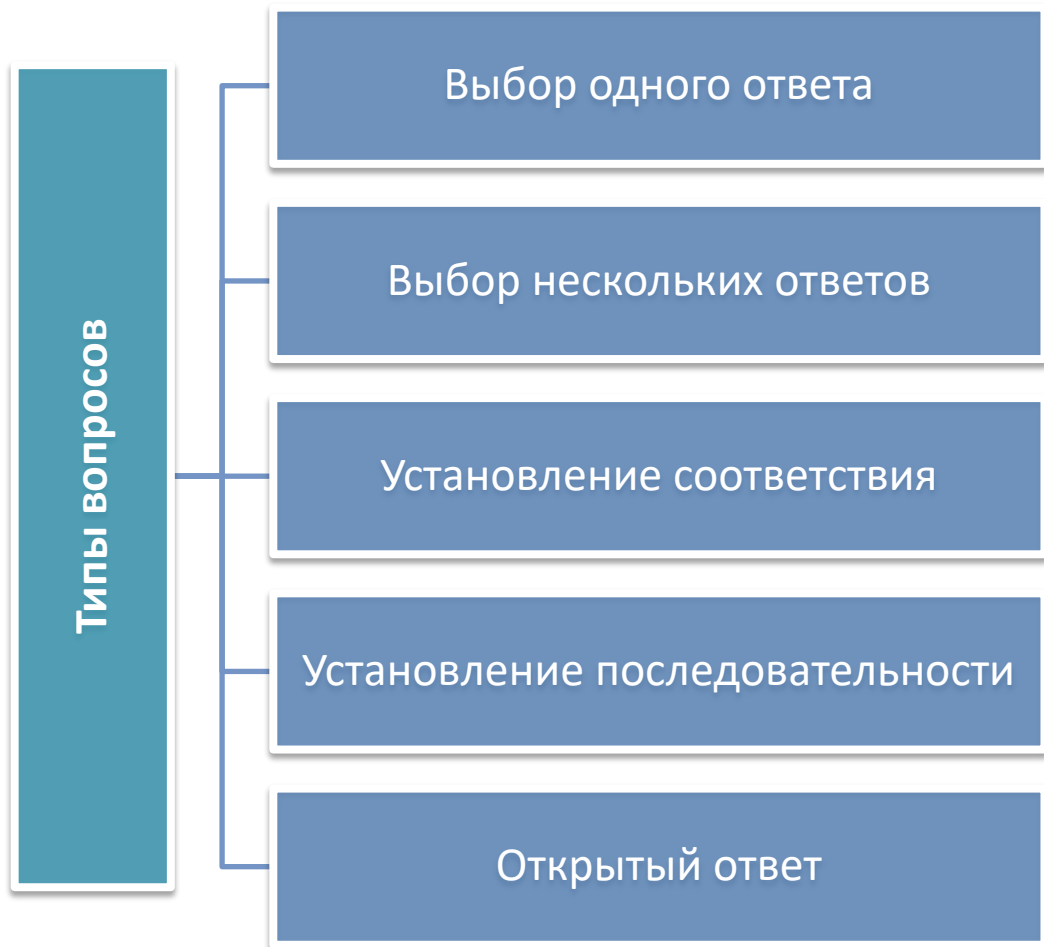 Типы вопросов
Выбор одного ответа
Выбор нескольких ответов
Установление соответствия
Установление последовательности
Открытый ответ